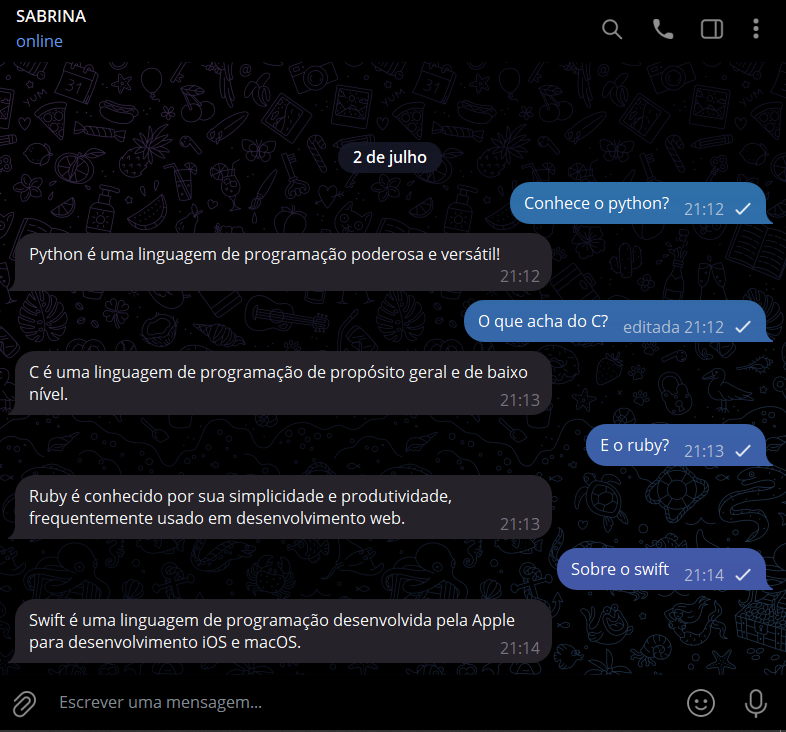 SABRINA
online
2 de julho
Conhece o python? 21:12
Python é uma linguagem de programação poderosa e versátil!
21:12
O que acha do C? editada 21:12
C é uma linguagem de programação de propósito geral e de baixo
nível.
21:13
E o ruby? 21:13
Ruby é conhecido por sua simplicidade e produtividade,
frequentemente usado em desenvolvimento web.
21:13
Sobre o swift 21:14
Swift é uma linguagem de programação desenvolvida pela Apple
para desenvolvimento iOS e macOS.
21:14
Escrever uma mensagem...